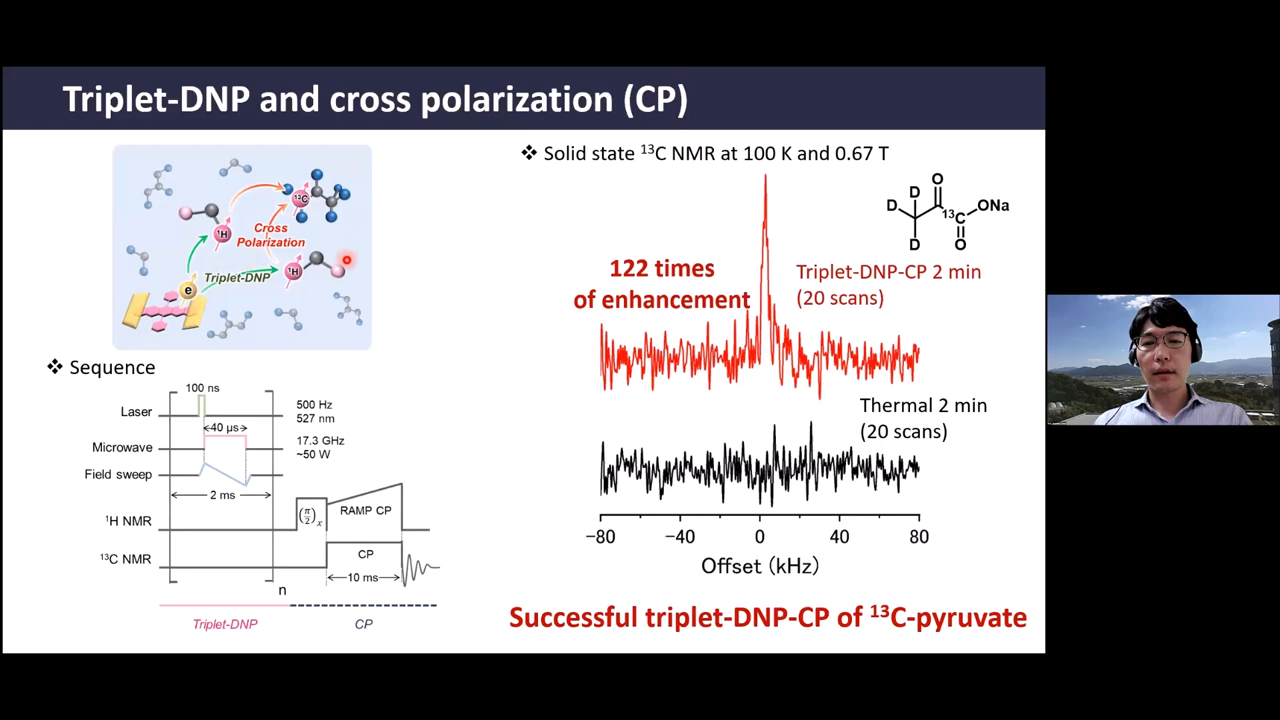 Triplet-DNP and cross polarization (CP)
13C
1H
Cross
Polarization
1H
Triplet-DNP
e
❖ Sequence
100 ns
Laser
500 Hz
527 nm
40 µs
Microwave
17.3 GHz
~50 W
Field sweep
2 ms
1H NMR
(π/2)x
RAMP CP
13C NMR
CP
10 ms
n
Triplet-DNP
CP
❖ Solid state 13C NMR at 100 K and 0.67 T
O
D
D
13C
ONa
D
O
122 times
of enhancement
Triplet-DNP-CP 2 min
(20 scans)
Thermal 2 min
(20 scans)
−80 −40 0 40 80
Offset (kHz)
Successful triplet-DNP-CP of 13C-pyruvate